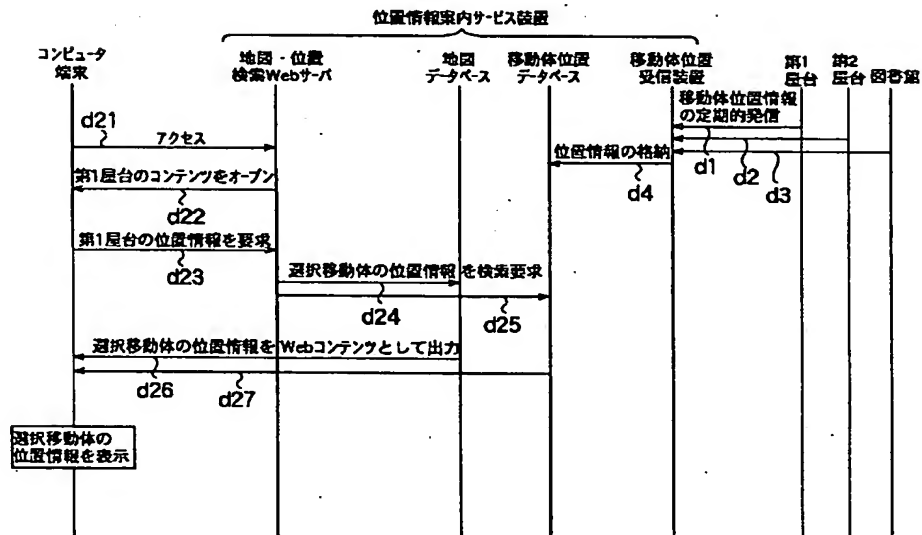 位置情報案内サービス装置
コンピュータ
端末
地図・位置
検索Webサーバ
地図
データベース
移動体位置
データベース
移動体位置
受信装置
第1
屋台
第2
屋台
図書館
移動体位置情報
の定期的発信
d21
アクセス
位置情報の格納
d1
d2
d3
d4
第1屋台のコンテンツをオープン
d22
第1屋台の位置情報を要求
d23
選択移動体の位置情報を検索要求
d24
d25
選択移動体の位置情報をWebコンテンツとして出力
d26
d27
選択移動体の
位置情報を表示